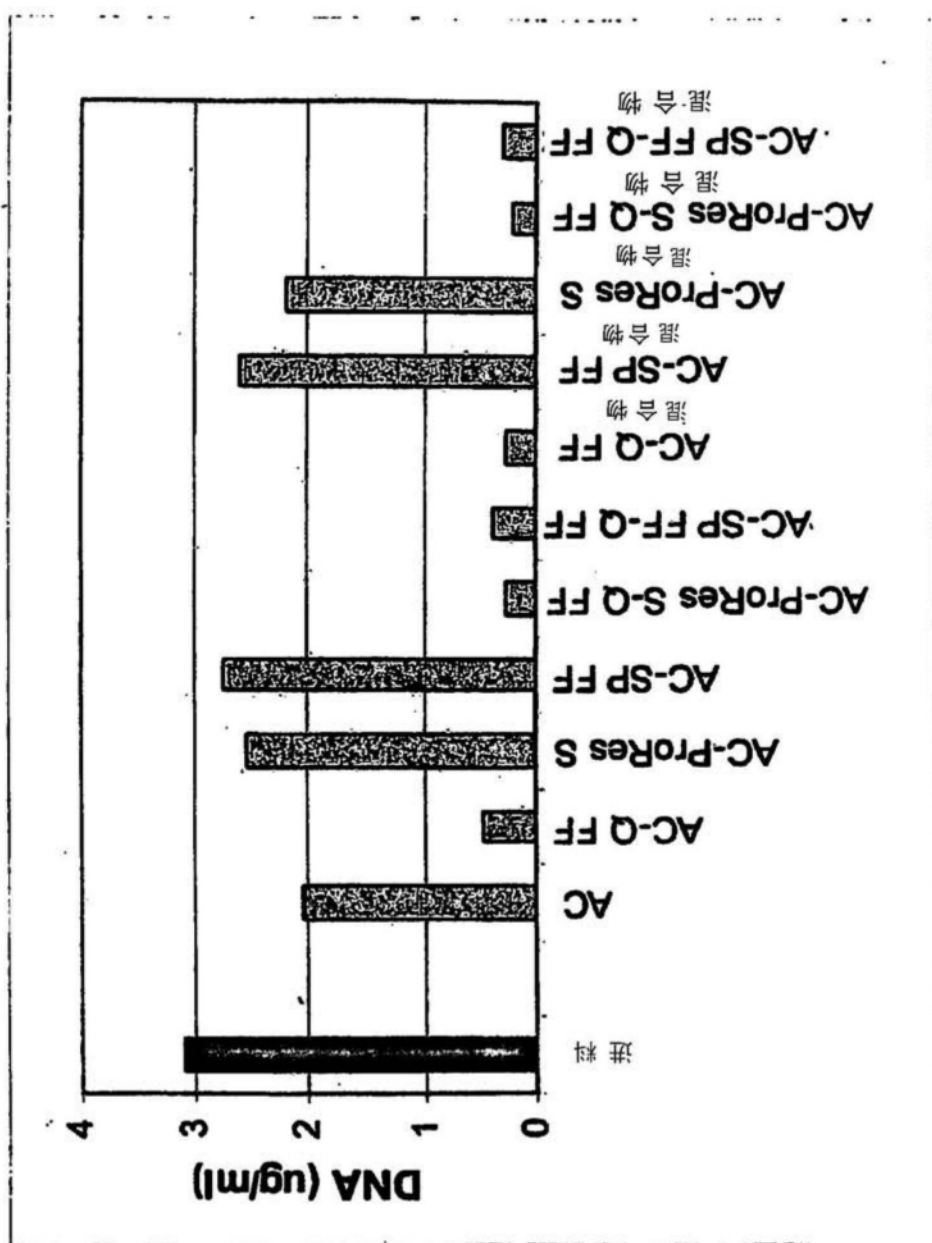 DNA (ug/ml)
4
3
2
1
0
进料
AC
AC-Q FF
AC-ProRes S
AC-SP FF
AC-ProRes S-Q FF
AC-SP FF-Q FF
AC-Q FF
混合物
AC-SP FF
混合物
AC-ProRes S
混合物
AC-ProRes S-Q FF
混合物
AC-SP FF-Q FF
混合物